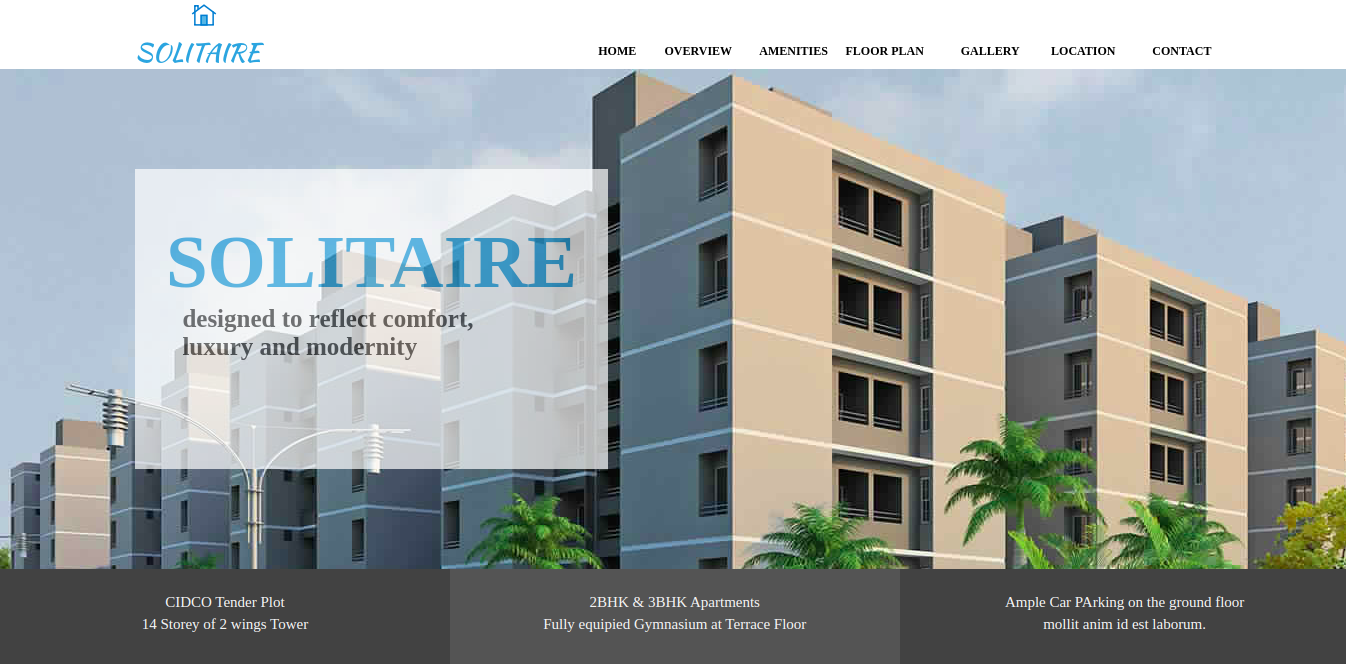 SOLITAIRE
HOME OVERVIEW AMENITIES FLOOR PLAN GALLERY LOCATION CONTACT
SOLITAIRE
designed to reflect comfort,
luxury and modernity
CIDCO Tender Plot
14 Storey of 2 wings Tower
2BHK & 3BHK Apartments
Fully equipied Gymnasium at Terrace Floor
Ample Car PArking on the ground floor
mollit anim id est laborum.